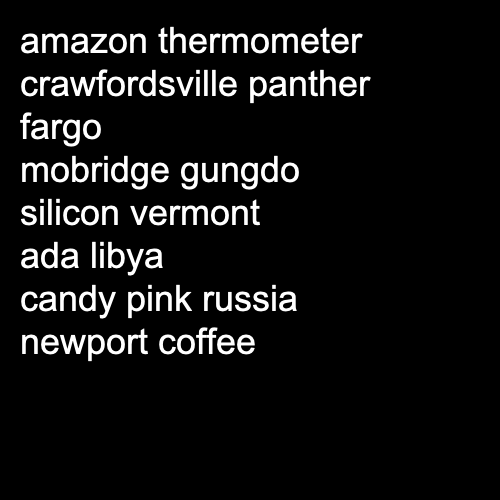 amazon thermometer
crawfordsville panther
fargo
mobridge gungdo
silicon vermont
ada libya
candy pink russia
newport coffee